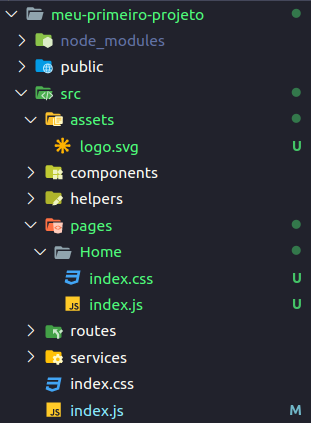 meu-primeiro-projeto
node_modules
public
src
assets
logo.svg U
components
helpers
pages
Home
index.css U
JS index.js U
routes
services
index.css
JS index.js M